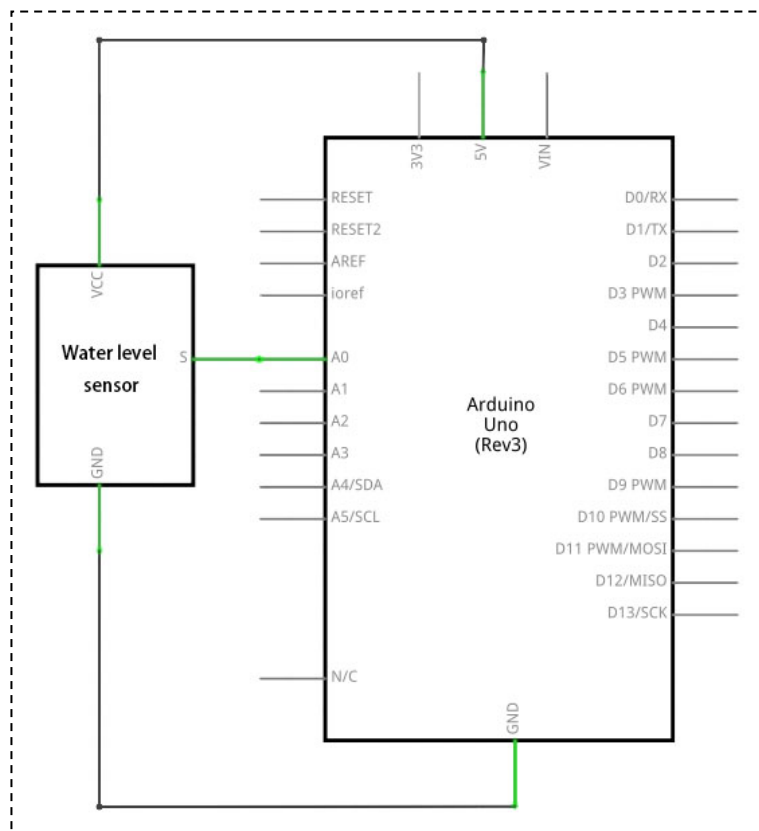 3V3
5V
VIN
RESET
D0/RX
RESET2
D1/TX
AREF
D2
VCC
ioref
D3 PWM
D4
Water level
sensor
S
A0
D5 PWM
A1
D6 PWM
Arduino
Uno
(Rev3)
A2
D7
A3
D8
GND
A4/SDA
D9 PWM
A5/SCL
D10 PWM/SS
D11 PWM/MOSI
D12/MISO
D13/SCK
N/C
GND